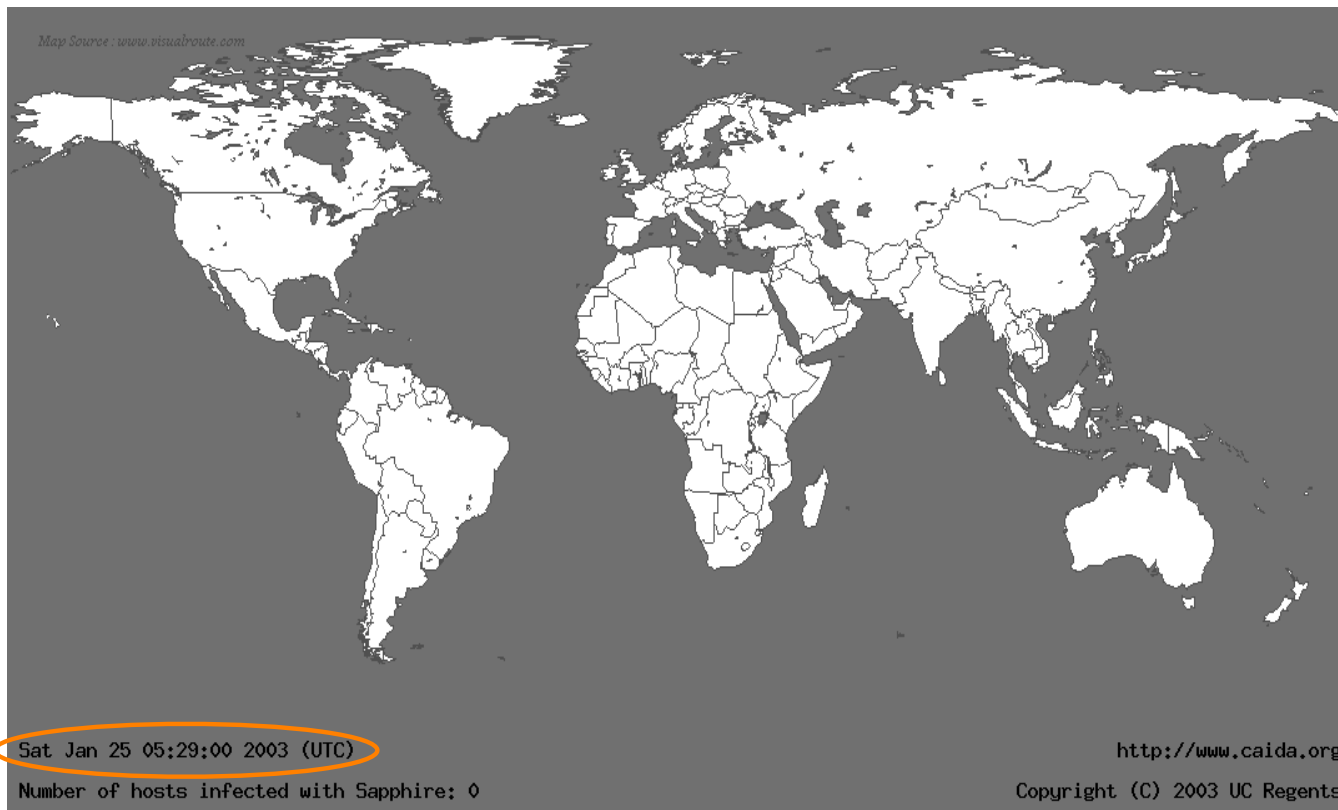 Map Source: www.visualroute.com
Sat Jan 25 05:29:00 2003 (UTC)
http://www.caida.org
Number of hosts infected with Sapphire: 0
Copyright (C) 2003 UC Regents